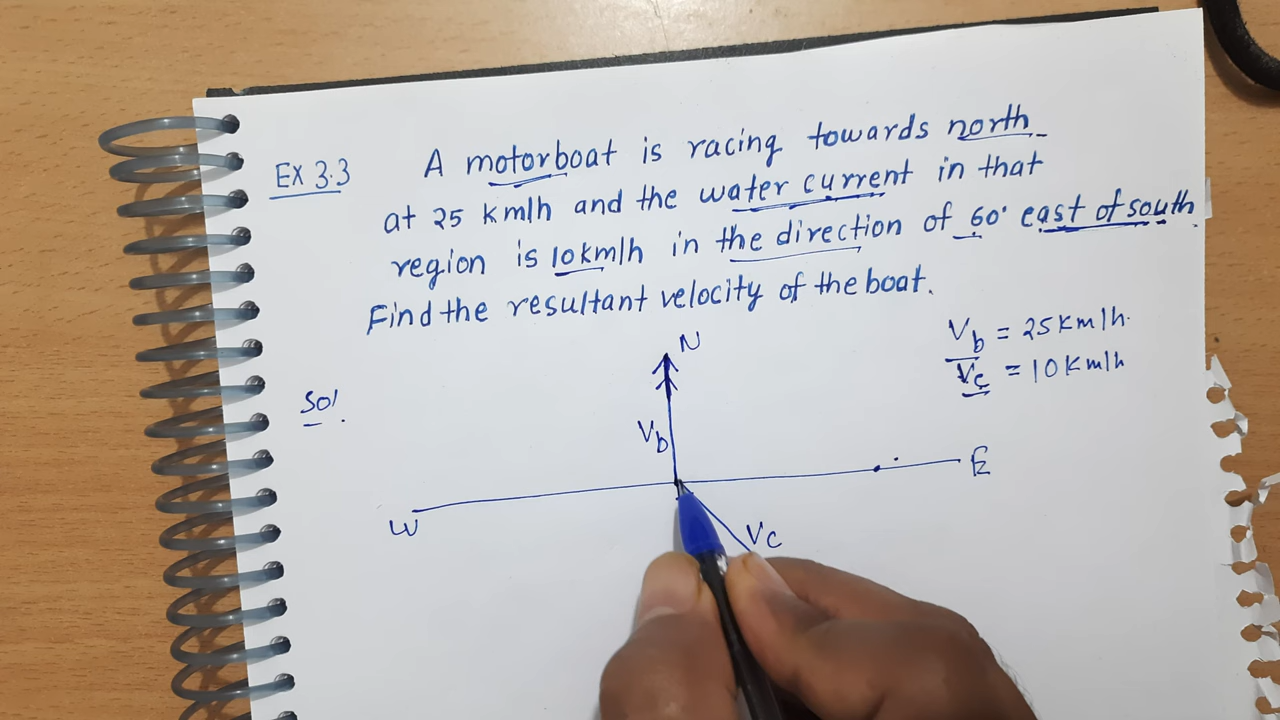 EX 3.3 A motorboat is racing towards north
at 25 km/h and the water current in that
region is 10km/h in the direction of 60° east of south.
Find the resultant velocity of the boat.
Vb = 25 Km/h.
Vc = 10 Km/h
N
Sol.
Vb
E
W
Vc